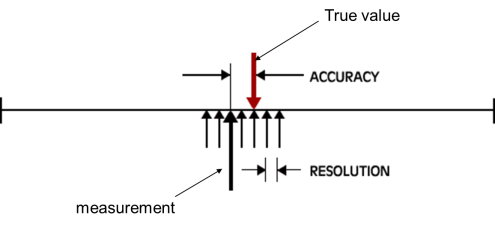 True value
ACCURACY
RESOLUTION
measurement